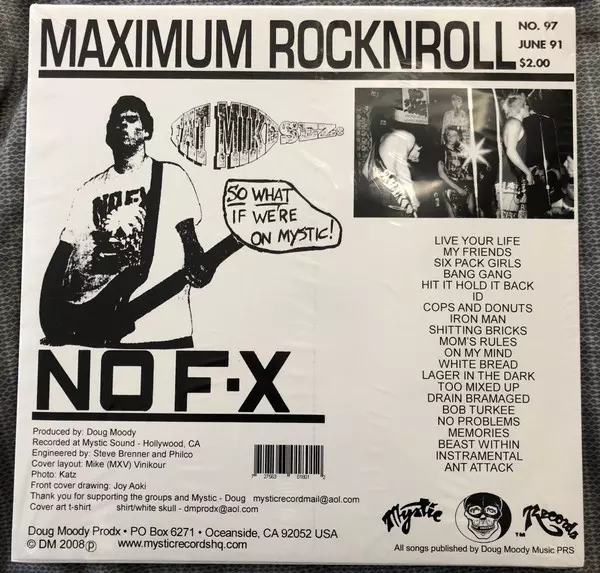 MAXIMUM ROCKNROLL
NO. 97
JUNE 91
$2.00
FAT MIKE SEZ:
NOFX
SO WHAT
IF WE'RE
ON MYSTIC!
LIVE YOUR LIFE
MY FRIENDS
SIX PACK GIRLS
BANG GANG
HIT IT HOLD IT BACK
ID
COPS AND DONUTS
IRON MAN
SHITTING BRICKS
MOM'S RULES
ON MY MIND
WHITE BREAD
LAGER IN THE DARK
TOO MIXED UP
DRAIN BRAMAGED
BOB TURKEE
NO PROBLEMS
MEMORIES
BEAST WITHIN
INSTRAMENTAL
ANT ATTACK
NO F·X
Produced by: Doug Moody
Recorded at Mystic Sound - Hollywood, CA
Engineered by: Steve Brenner and Philco
Cover layout: Mike (MXV) Vinikour
Photo: Katz
Front cover drawing: Joy Aoki
Thank you for supporting the groups and Mystic - Doug mysticrecordmail@aol.com
Cover art t-shirt shirt/white skull - dmprodx@aol.com
Doug Moody Prodx • PO Box 6271 • Oceanside, CA 92052 USA
© DM 2008 ℗ www.mysticrecordshq.com
Mystic Records TM
All songs published by Doug Moody Music PRS